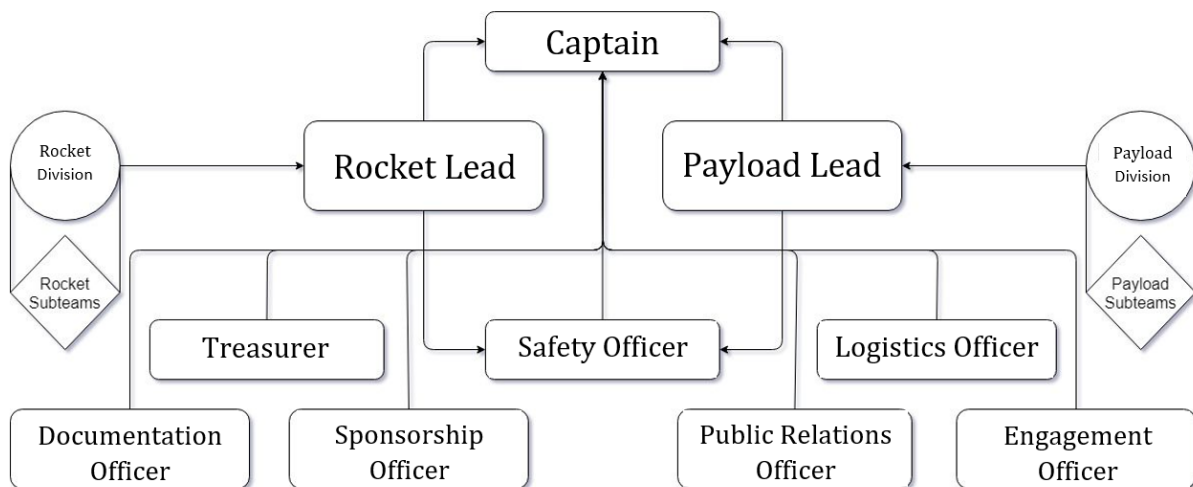 Captain
Rocket
Division
Rocket Lead
Payload Lead
Payload
Division
Rocket
Subteams
Payload
Subteams
Treasurer
Safety Officer
Logistics Officer
Documentation
Officer
Sponsorship
Officer
Public Relations
Officer
Engagement
Officer